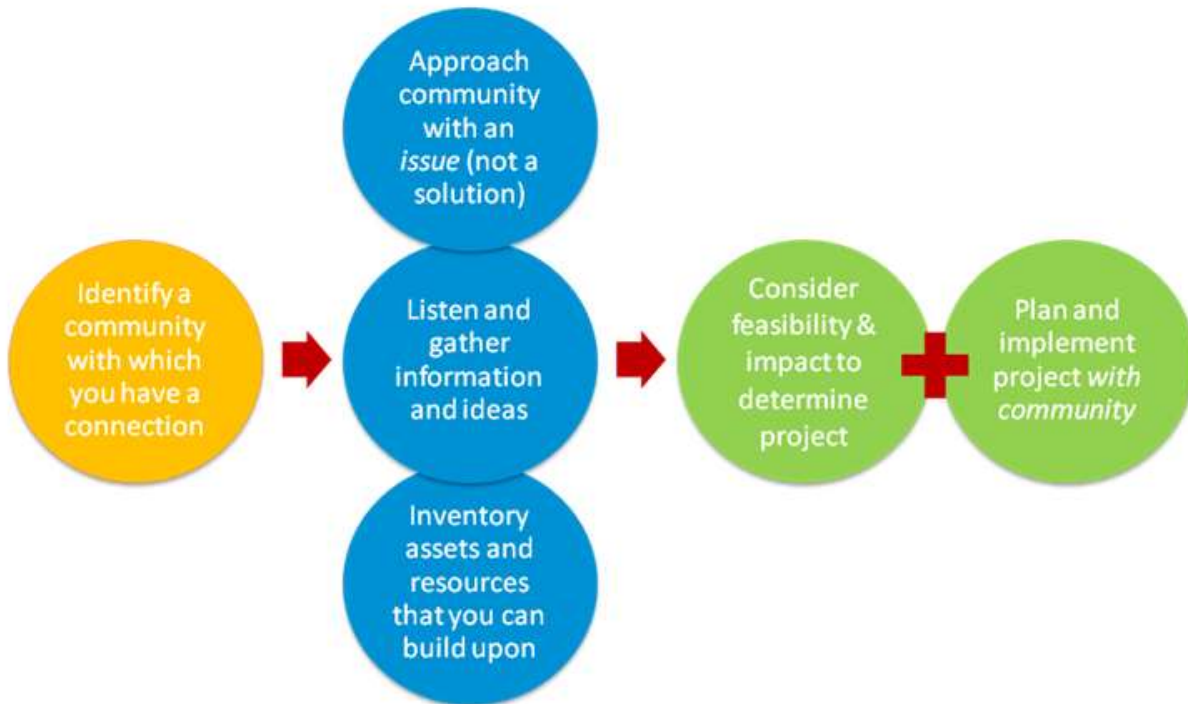 Identify a
community
with which
you have a
connection
Approach
community
with an
issue (not a
solution)
Listen and
gather
information
and ideas
Inventory
assets and
resources
that you can
build upon
Consider
feasibility &
impact to
determine
project
Plan and
implement
project with
community